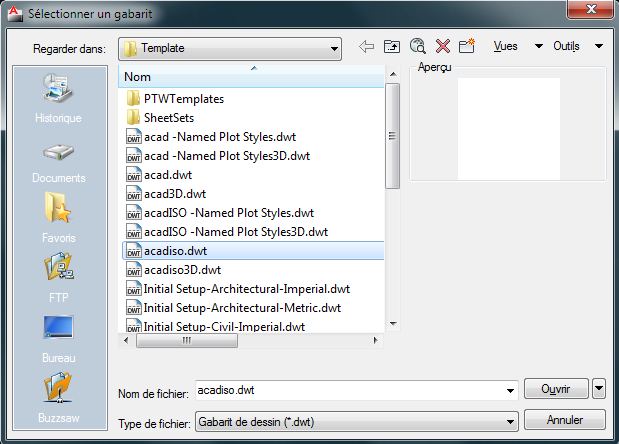 Sélectionner un gabarit
Regarder dans: Template Vues Outils
Historique
Documents
Favoris
FTP
Bureau
Buzzsaw
Nom
PTWTemplates
SheetSets
acad -Named Plot Styles.dwt
acad -Named Plot Styles3D.dwt
acad.dwt
acad3D.dwt
acadISO -Named Plot Styles.dwt
acadISO -Named Plot Styles3D.dwt
acadiso.dwt
acadiso3D.dwt
Initial Setup-Architectural-Imperial.dwt
Initial Setup-Architectural-Metric.dwt
Initial Setup-Civil-Imperial.dwt
Aperçu
Nom de fichier: acadiso.dwt Ouvrir
Type de fichier: Gabarit de dessin (*.dwt) Annuler